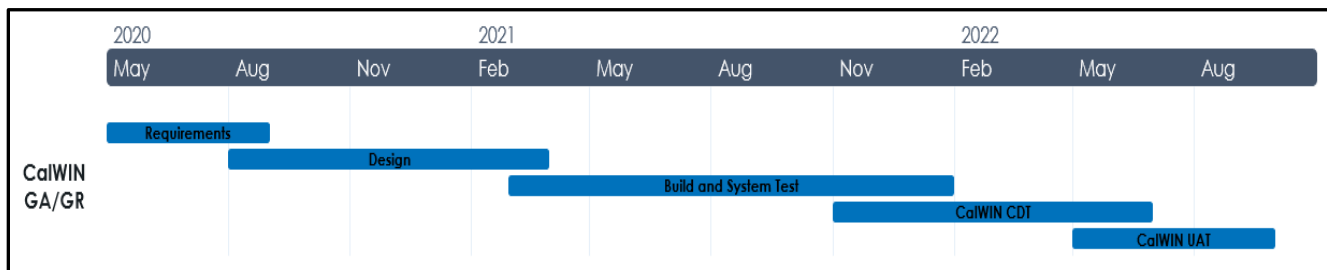 2020 2021 2022
May Aug Nov Feb May Aug Nov Feb May Aug
Requirements
Design
CalWIN
GA/GR
Build and System Test
CalWIN CDT
CalWIN UAT